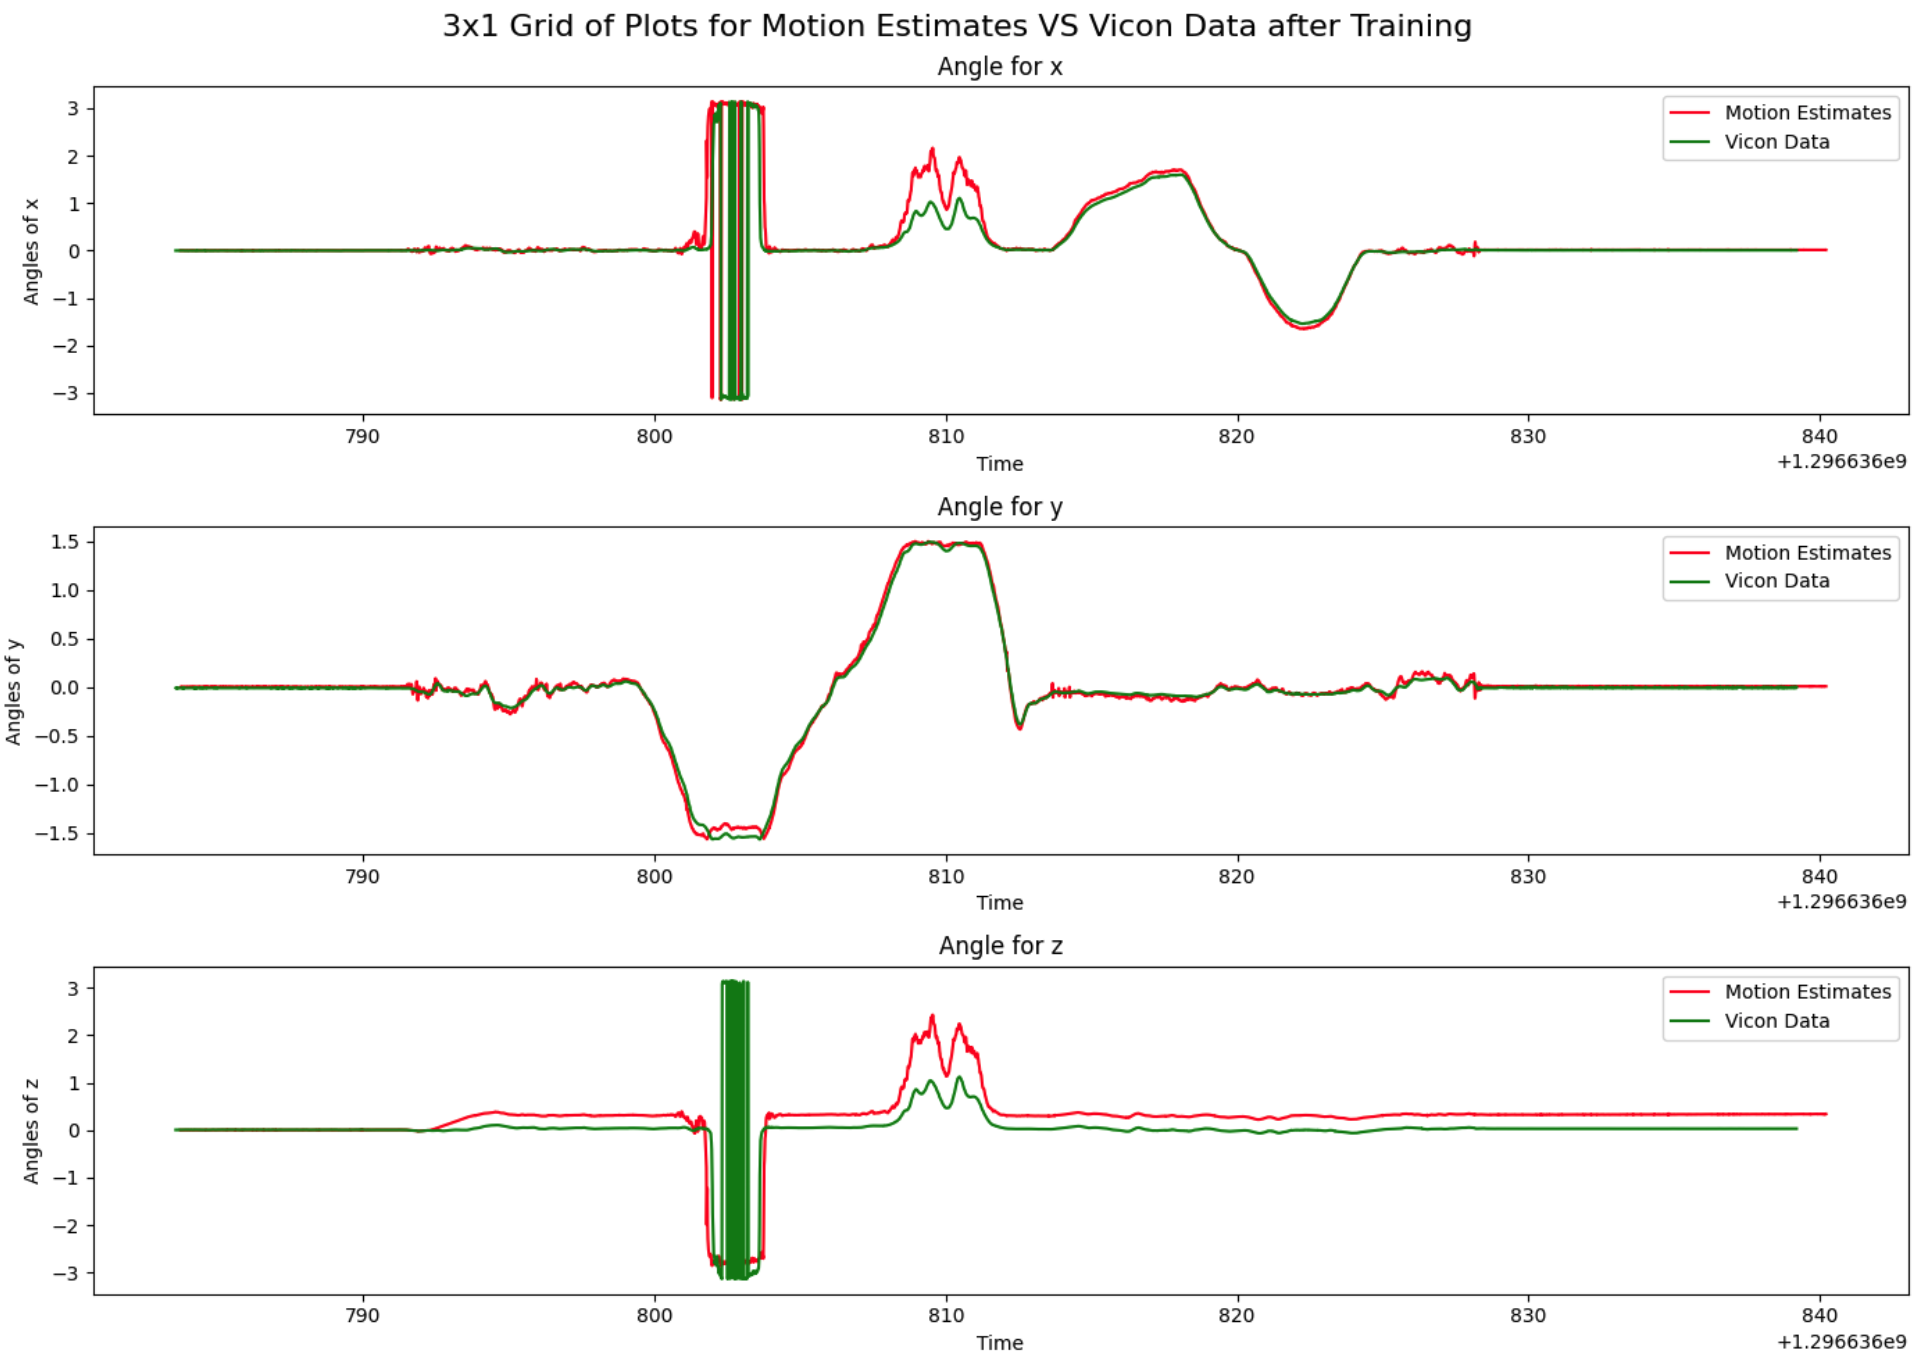 3x1 Grid of Plots for Motion Estimates VS Vicon Data after Training
Angle for x
Motion Estimates
Vicon Data
Angles of x
3
2
1
0
−1
−2
−3
790
800
810
820
830
840
Time
+1.296636e9
Angle for y
Motion Estimates
Vicon Data
Angles of y
1.5
1.0
0.5
0.0
−0.5
−1.0
−1.5
790
800
810
820
830
840
Time
+1.296636e9
Angle for z
Motion Estimates
Vicon Data
Angles of z
3
2
1
0
−1
−2
−3
790
800
810
820
830
840
Time
+1.296636e9